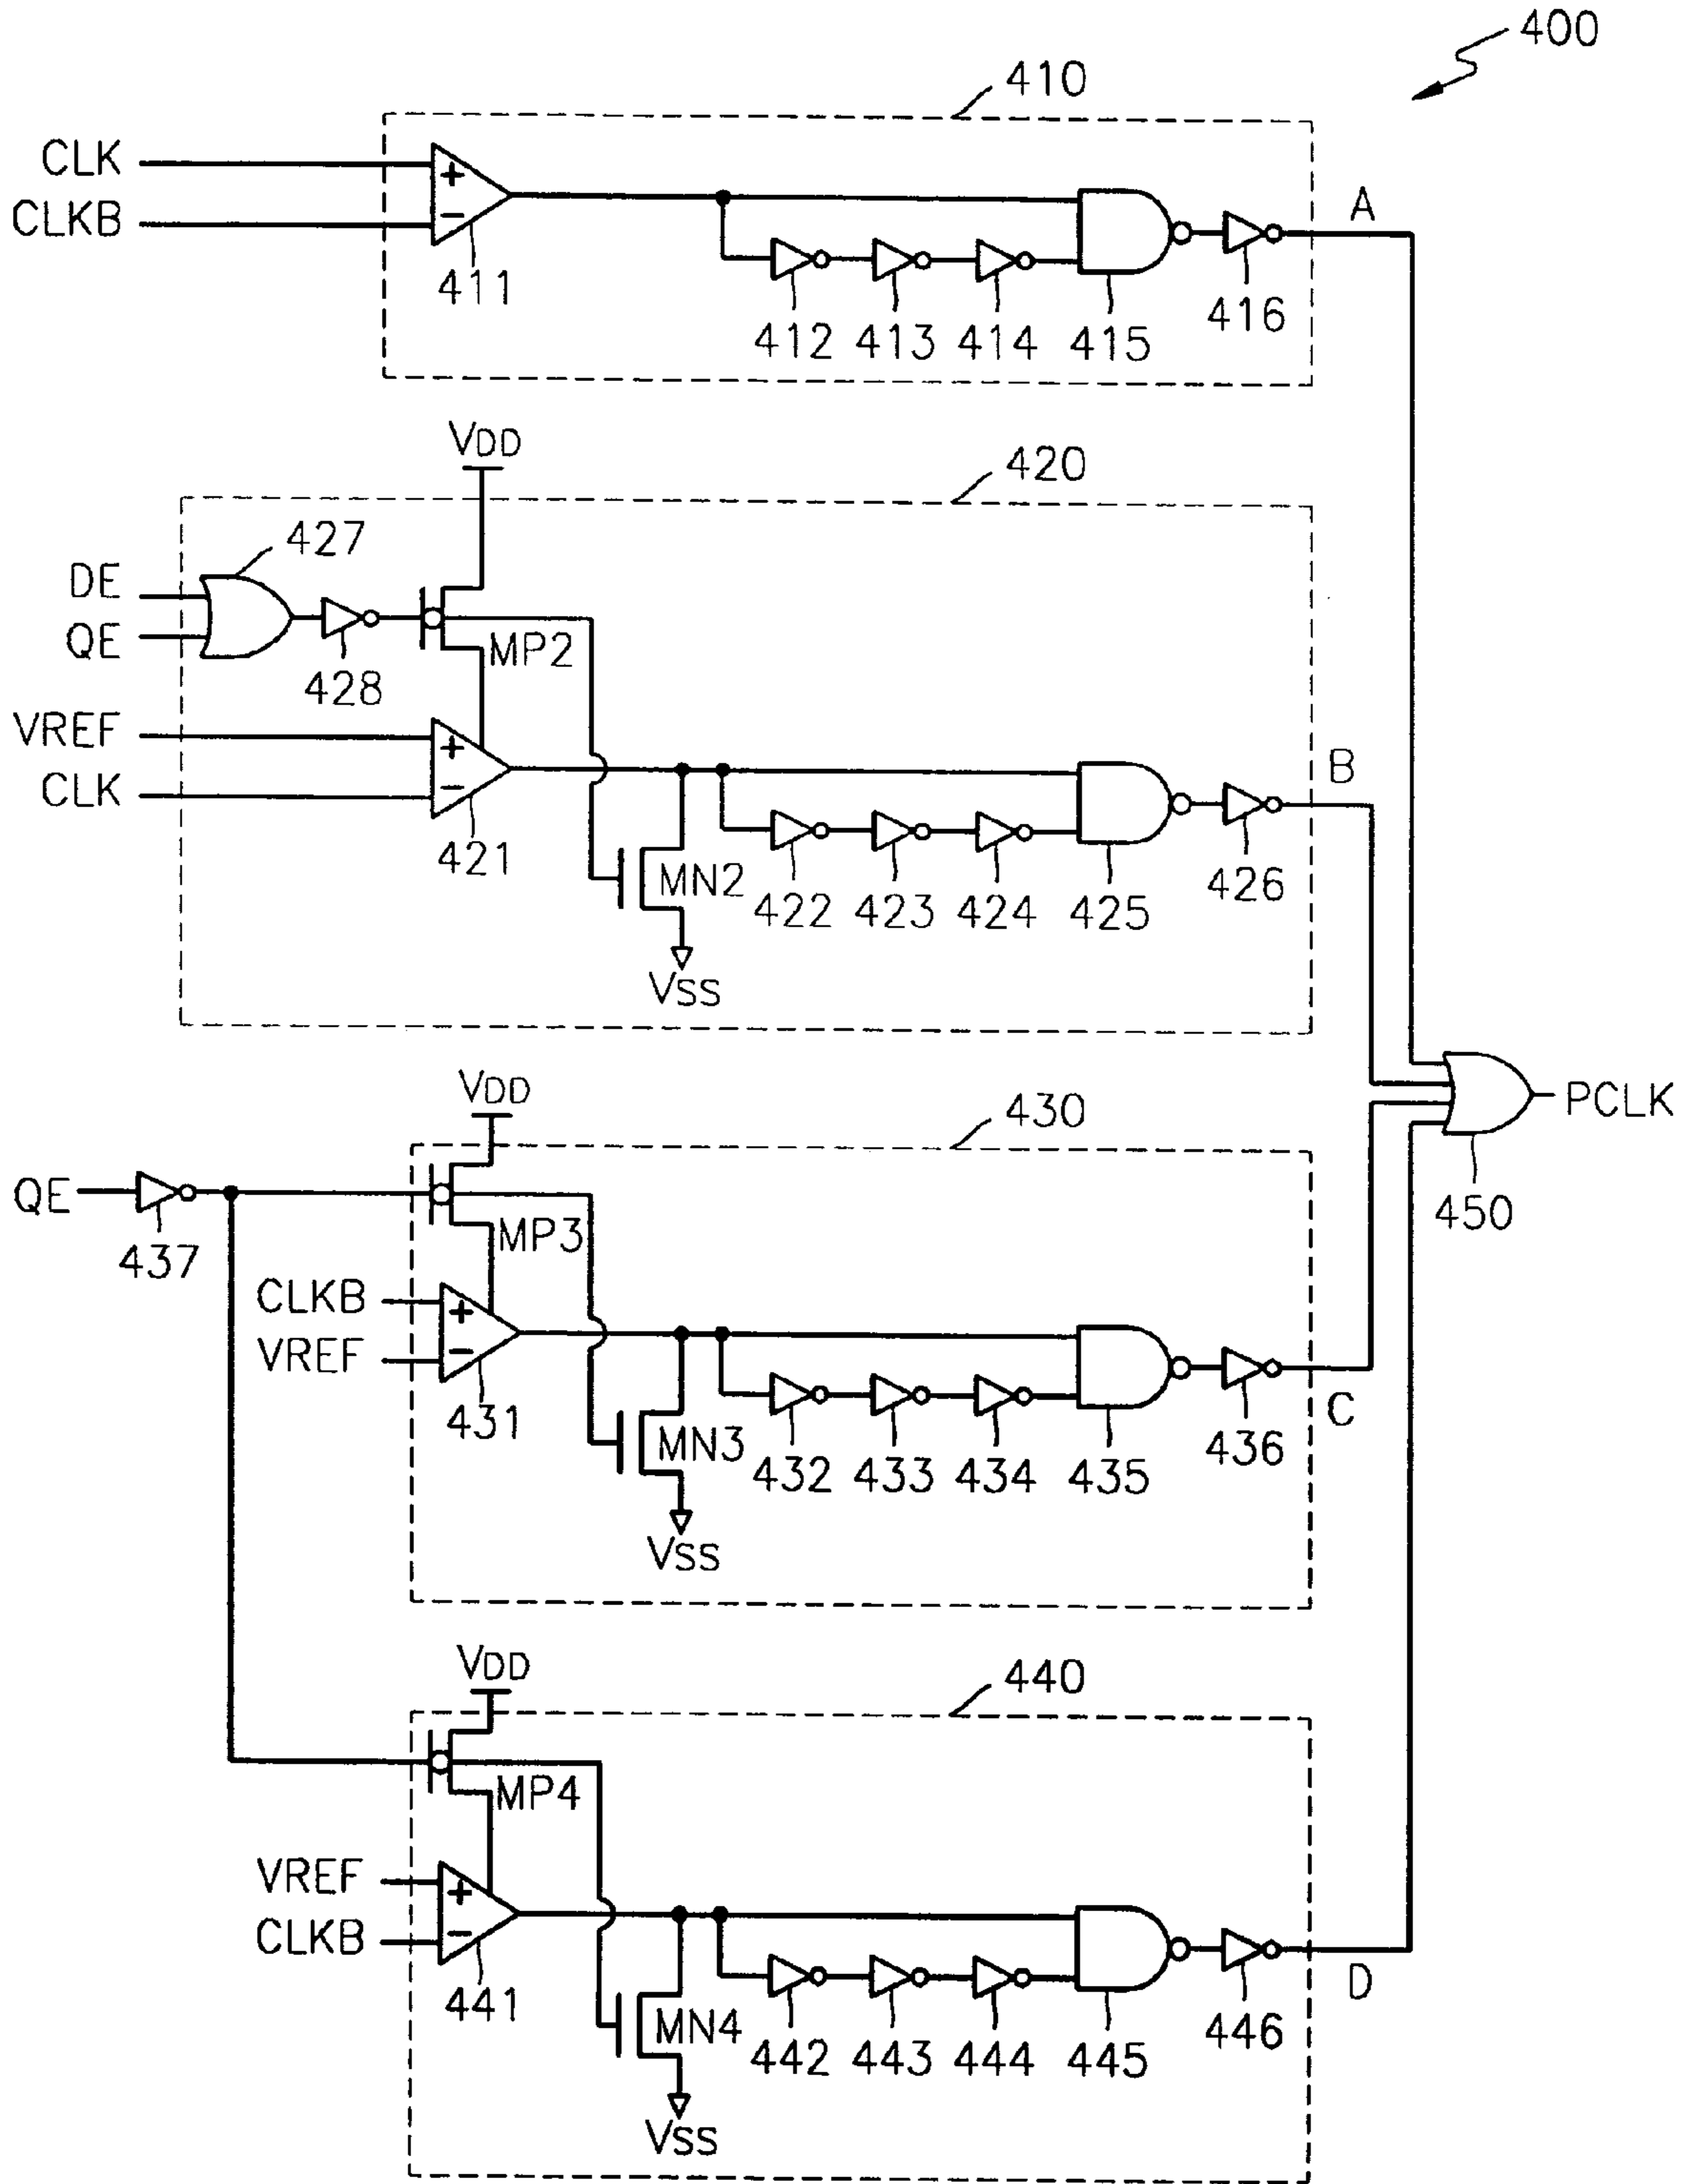 400
410
CLK
CLKB
+
−
411
412
413
414
415
416
A
VDD
420
427
DE
QE
428
MP2
VREF
CLK
+
−
421
MN2
VSS
422
423
424
425
426
B
VDD
430
QE
437
MP3
CLKB
VREF
+
−
431
MN3
VSS
432
433
434
435
436
C
450
PCLK
VDD
440
MP4
VREF
CLKB
+
−
441
MN4
VSS
442
443
444
445
446
D